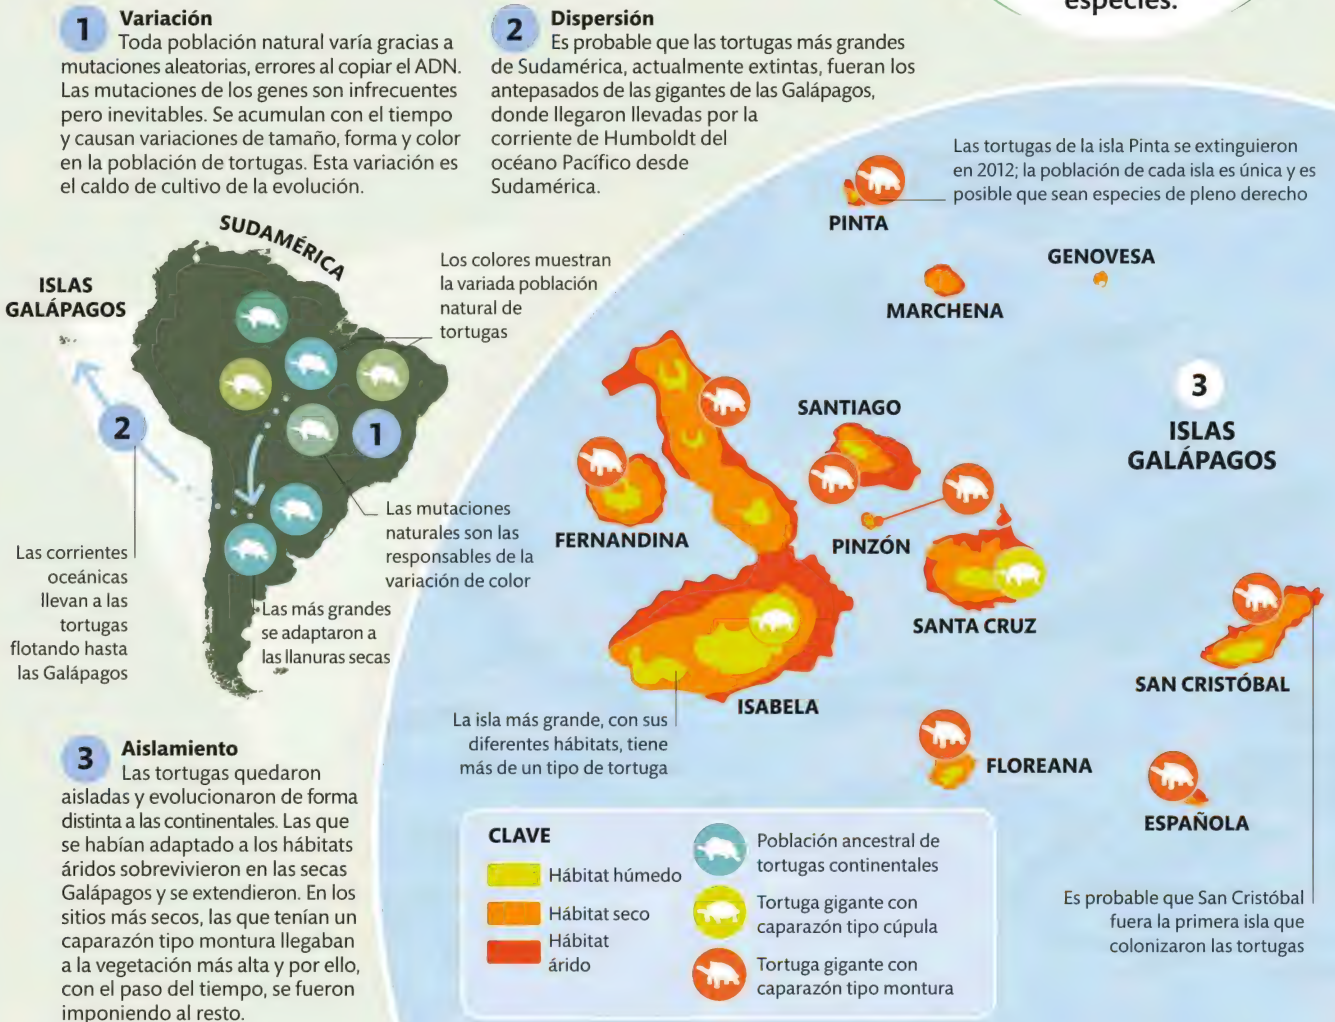 especies.
1 Variación
Toda población natural varía gracias a
mutaciones aleatorias, errores al copiar el ADN.
Las mutaciones de los genes son infrecuentes
pero inevitables. Se acumulan con el tiempo
y causan variaciones de tamaño, forma y color
en la población de tortugas. Esta variación es
el caldo de cultivo de la evolución.
2 Dispersión
Es probable que las tortugas más grandes
de Sudamérica, actualmente extintas, fueran los
antepasados de las gigantes de las Galápagos,
donde llegaron llevadas por la
corriente de Humboldt del
océano Pacífico desde
Sudamérica.
SUDAMÉRICA
ISLAS
GALÁPAGOS
Los colores muestran
la variada población
natural de
tortugas
2
1
Las mutaciones
naturales son las
responsables de la
variación de color
Las corrientes
oceánicas
llevan a las
tortugas
flotando hasta
las Galápagos
Las más grandes
se adaptaron a
las llanuras secas
3 Aislamiento
Las tortugas quedaron
aisladas y evolucionaron de forma
distinta a las continentales. Las que
se habían adaptado a los hábitats
áridos sobrevivieron en las secas
Galápagos y se extendieron. En los
sitios más secos, las que tenían un
caparazón tipo montura llegaban
a la vegetación más alta y por ello,
con el paso del tiempo, se fueron
imponiendo al resto.
Las tortugas de la isla Pinta se extinguieron
en 2012; la población de cada isla es única y es
posible que sean especies de pleno derecho
PINTA
GENOVESA
MARCHENA
3
ISLAS
GALÁPAGOS
SANTIAGO
FERNANDINA
PINZÓN
SANTA CRUZ
SAN CRISTÓBAL
ISABELA
La isla más grande, con sus
diferentes hábitats, tiene
más de un tipo de tortuga
FLOREANA
ESPAÑOLA
Es probable que San Cristóbal
fuera la primera isla que
colonizaron las tortugas
CLAVE
Hábitat húmedo
Hábitat seco
Hábitat
árido
Población ancestral de
tortugas continentales
Tortuga gigante con
caparazón tipo cúpula
Tortuga gigante con
caparazón tipo montura